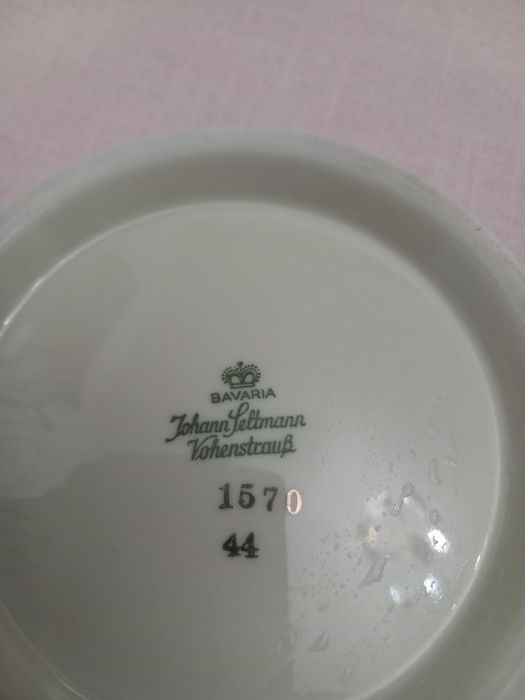 BAVARIA
Johann Seltmann
Vohenstrauß
1570
44